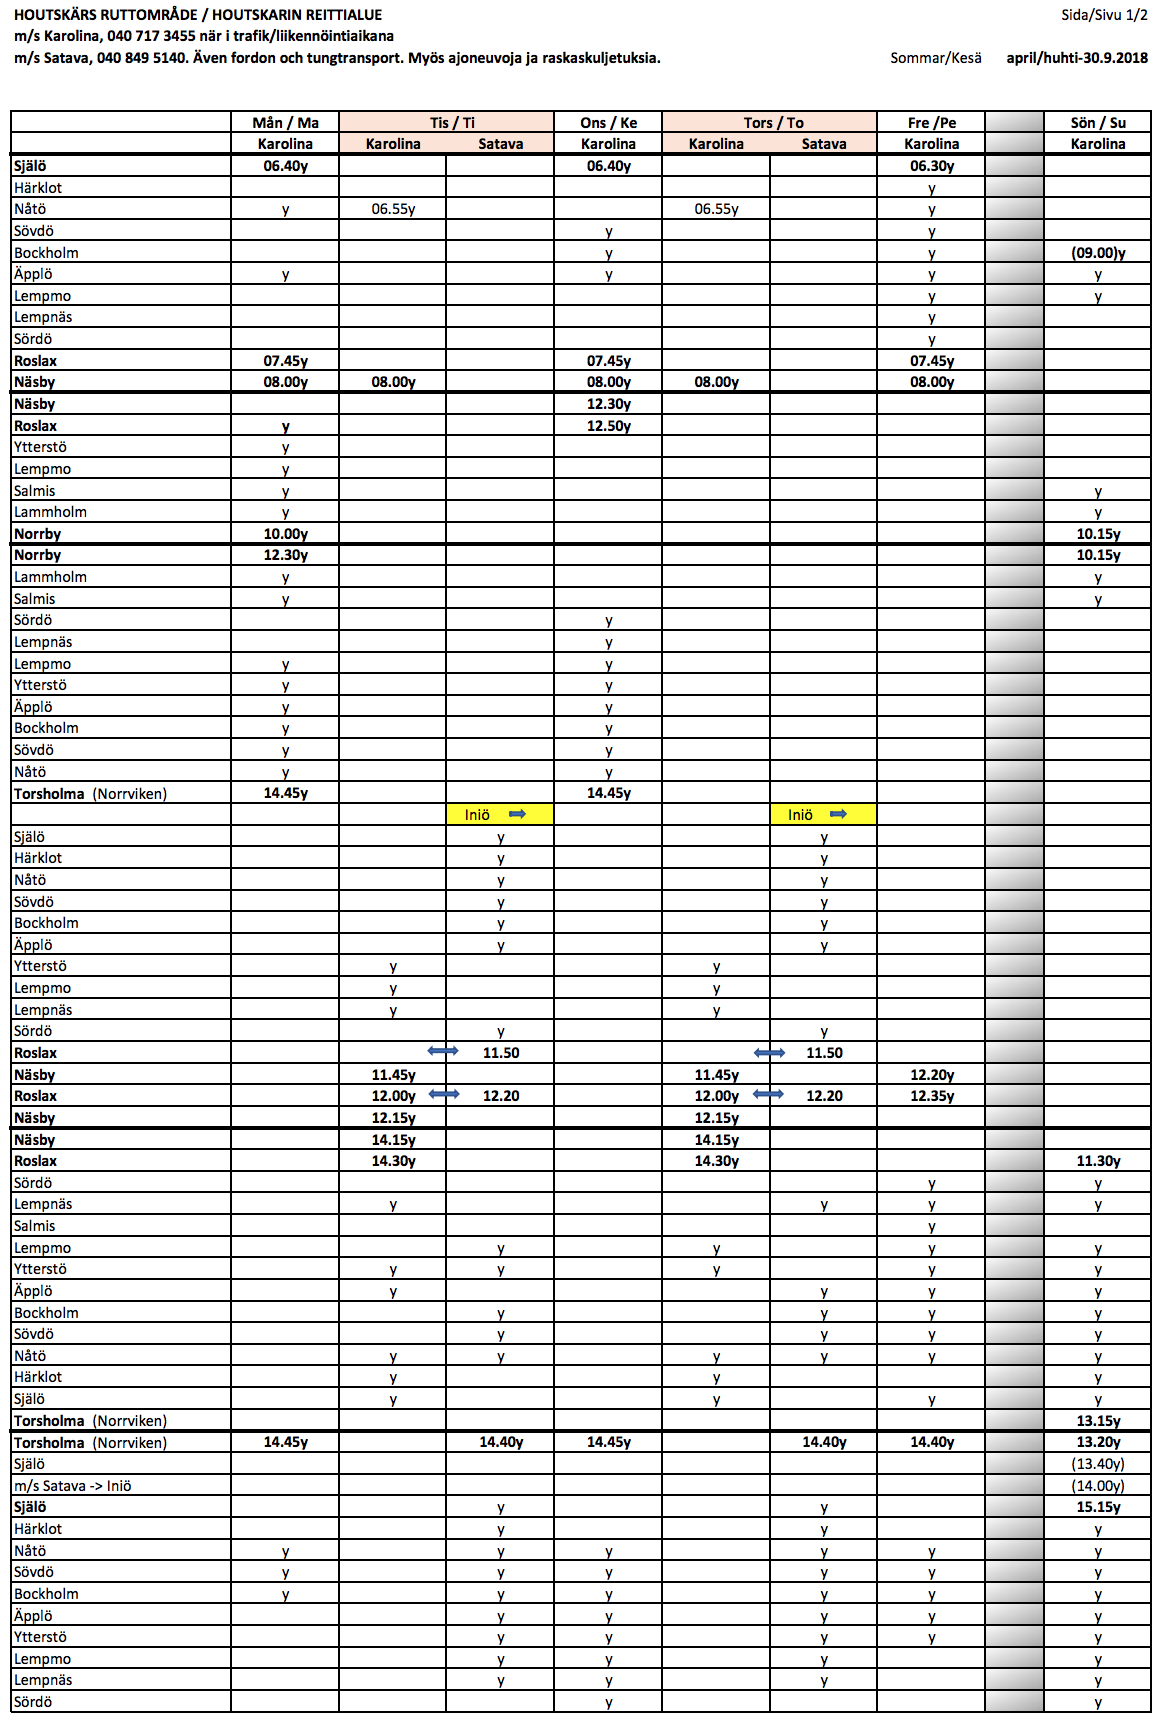 HOUTSKÄRS RUTTOMRÅDE / HOUTSKARIN REITTIALUE Sida/Sivu 1/2
m/s Karolina, 040 717 3455 när i trafik/liikennöintiaikana
m/s Satava, 040 849 5140. Även fordon och tungtransport. Myös ajoneuvoja ja raskaskuljetuksia. Sommar/Kesä april/huhti-30.9.2018
Mån / Ma Tis / Ti Ons / Ke Tors / To Fre /Pe Sön / Su
Karolina Karolina Satava Karolina Karolina Satava Karolina Karolina
Själö 06.40y 06.40y 06.30y
Härklot y
Nåtö y 06.55y 06.55y y
Sövdö y y
Bockholm y y (09.00)y
Äpplö y y y y
Lempmo y y
Lempnäs y
Sördö y
Roslax 07.45y 07.45y 07.45y
Näsby 08.00y 08.00y 08.00y 08.00y 08.00y
Näsby 12.30y
Roslax y 12.50y
Ytterstö y
Lempmo y
Salmis y y
Lammholm y y
Norrby 10.00y 10.15y
Norrby 12.30y 10.15y
Lammholm y y
Salmis y y
Sördö y
Lempnäs y
Lempmo y y
Ytterstö y y
Äpplö y y
Bockholm y y
Sövdö y y
Nåtö y y
Torsholma (Norrviken) 14.45y 14.45y
Iniö Iniö
Själö y y
Härklot y y
Nåtö y y
Sövdö y y
Bockholm y y
Äpplö y y
Ytterstö y y
Lempmo y y
Lempnäs y y
Sördö y y
Roslax 11.50 11.50
Näsby 11.45y 11.45y 12.20y
Roslax 12.00y 12.20 12.00y 12.20 12.35y
Näsby 12.15y 12.15y
Näsby 14.15y 14.15y
Roslax 14.30y 14.30y 11.30y
Sördö y y
Lempnäs y y y y
Salmis y
Lempmo y y y y
Ytterstö y y y y y
Äpplö y y y y
Bockholm y y y y
Sövdö y y y y
Nåtö y y y y y y
Härklot y y y
Själö y y y y
Torsholma (Norrviken) 13.15y
Torsholma (Norrviken) 14.45y 14.40y 14.45y 14.40y 14.40y 13.20y
Själö (13.40y)
m/s Satava -> Iniö (14.00y)
Själö y y 15.15y
Härklot y y y
Nåtö y y y y y y
Sövdö y y y y y y
Bockholm y y y y y y
Äpplö y y y y y
Ytterstö y y y y y
Lempmo y y y y
Lempnäs y y y y
Sördö y y